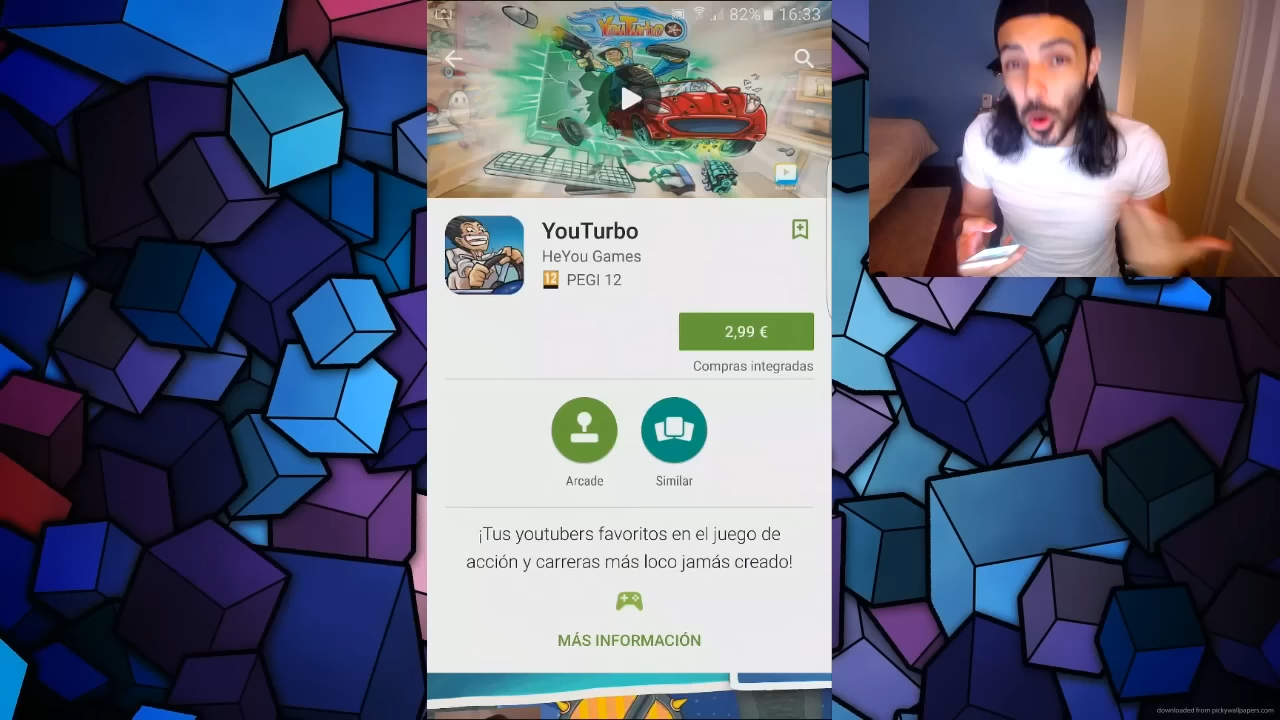 82% 16:33
YouTurbo
YouTurbo
HeYou Games
12 PEGI 12
2,99 €
Compras integradas
Arcade
Similar
¡Tus youtubers favoritos en el juego de
acción y carreras más loco jamás creado!
MÁS INFORMACIÓN
downloaded from pickywallpapers.com